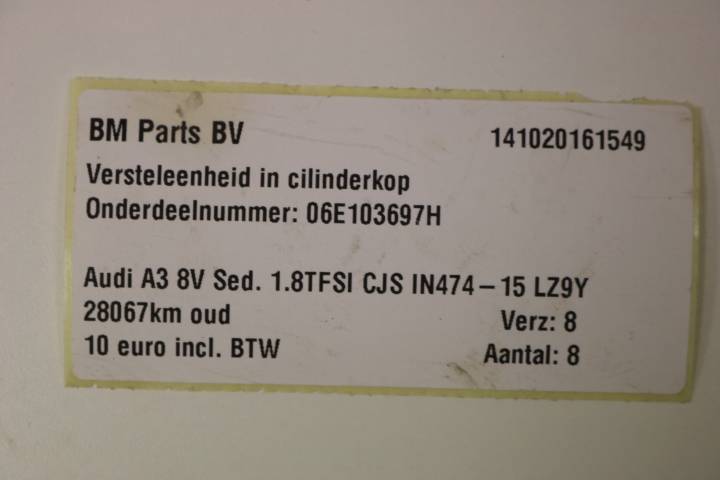 BM Parts BV 141020161549
Versteleenheid in cilinderkop
Onderdeelnummer: 06E103697H
Audi A3 8V Sed. 1.8TFSI CJS IN474-15 LZ9Y
28067km oud Verz: 8
10 euro incl. BTW Aantal: 8